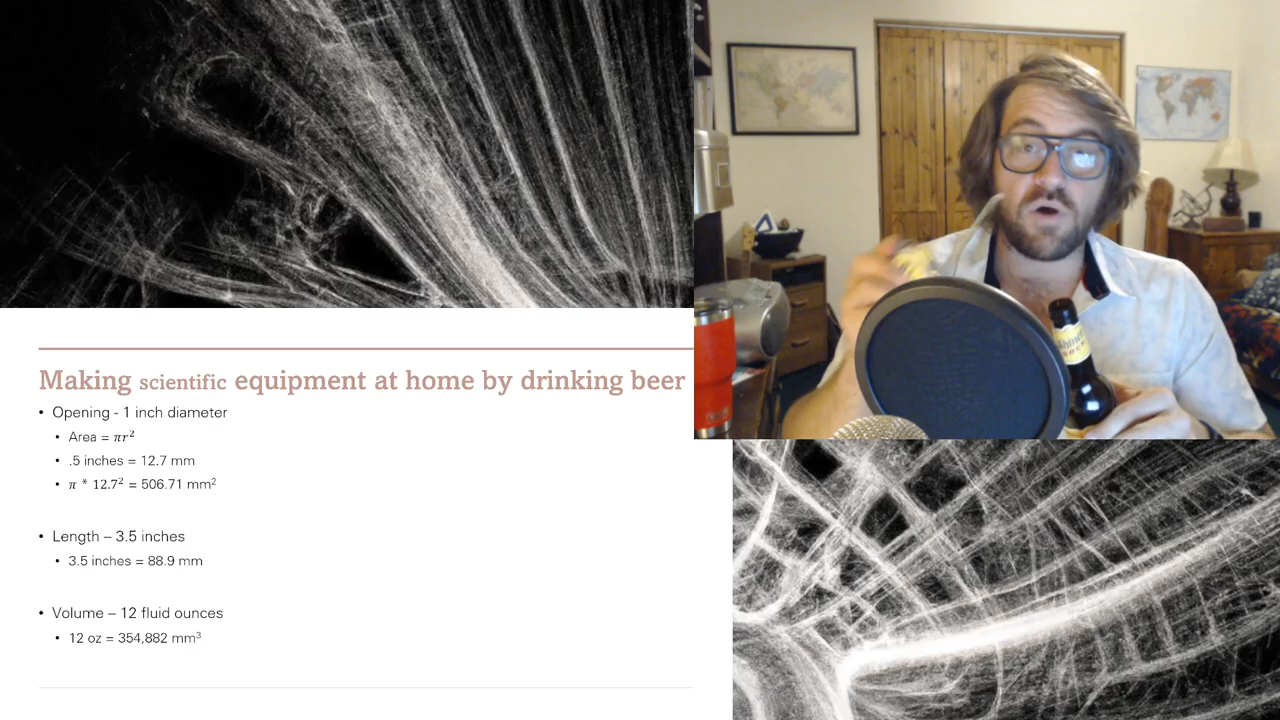 Making scientific equipment at home by drinking beer
• Opening - 1 inch diameter
• Area = πr²
• .5 inches = 12.7 mm
• π * 12.7² = 506.71 mm²
• Length – 3.5 inches
• 3.5 inches = 88.9 mm
• Volume – 12 fluid ounces
• 12 oz = 354,882 mm³